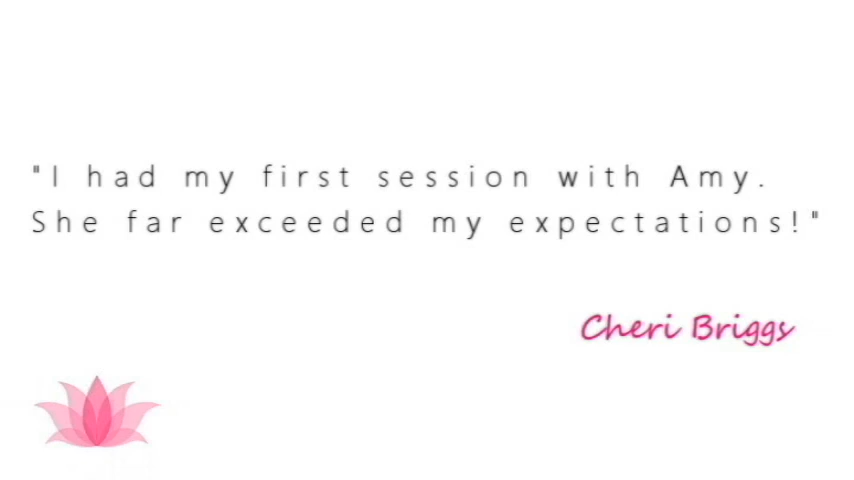 "I had my first session with Amy.
She far exceeded my expectations!"
Cheri Briggs